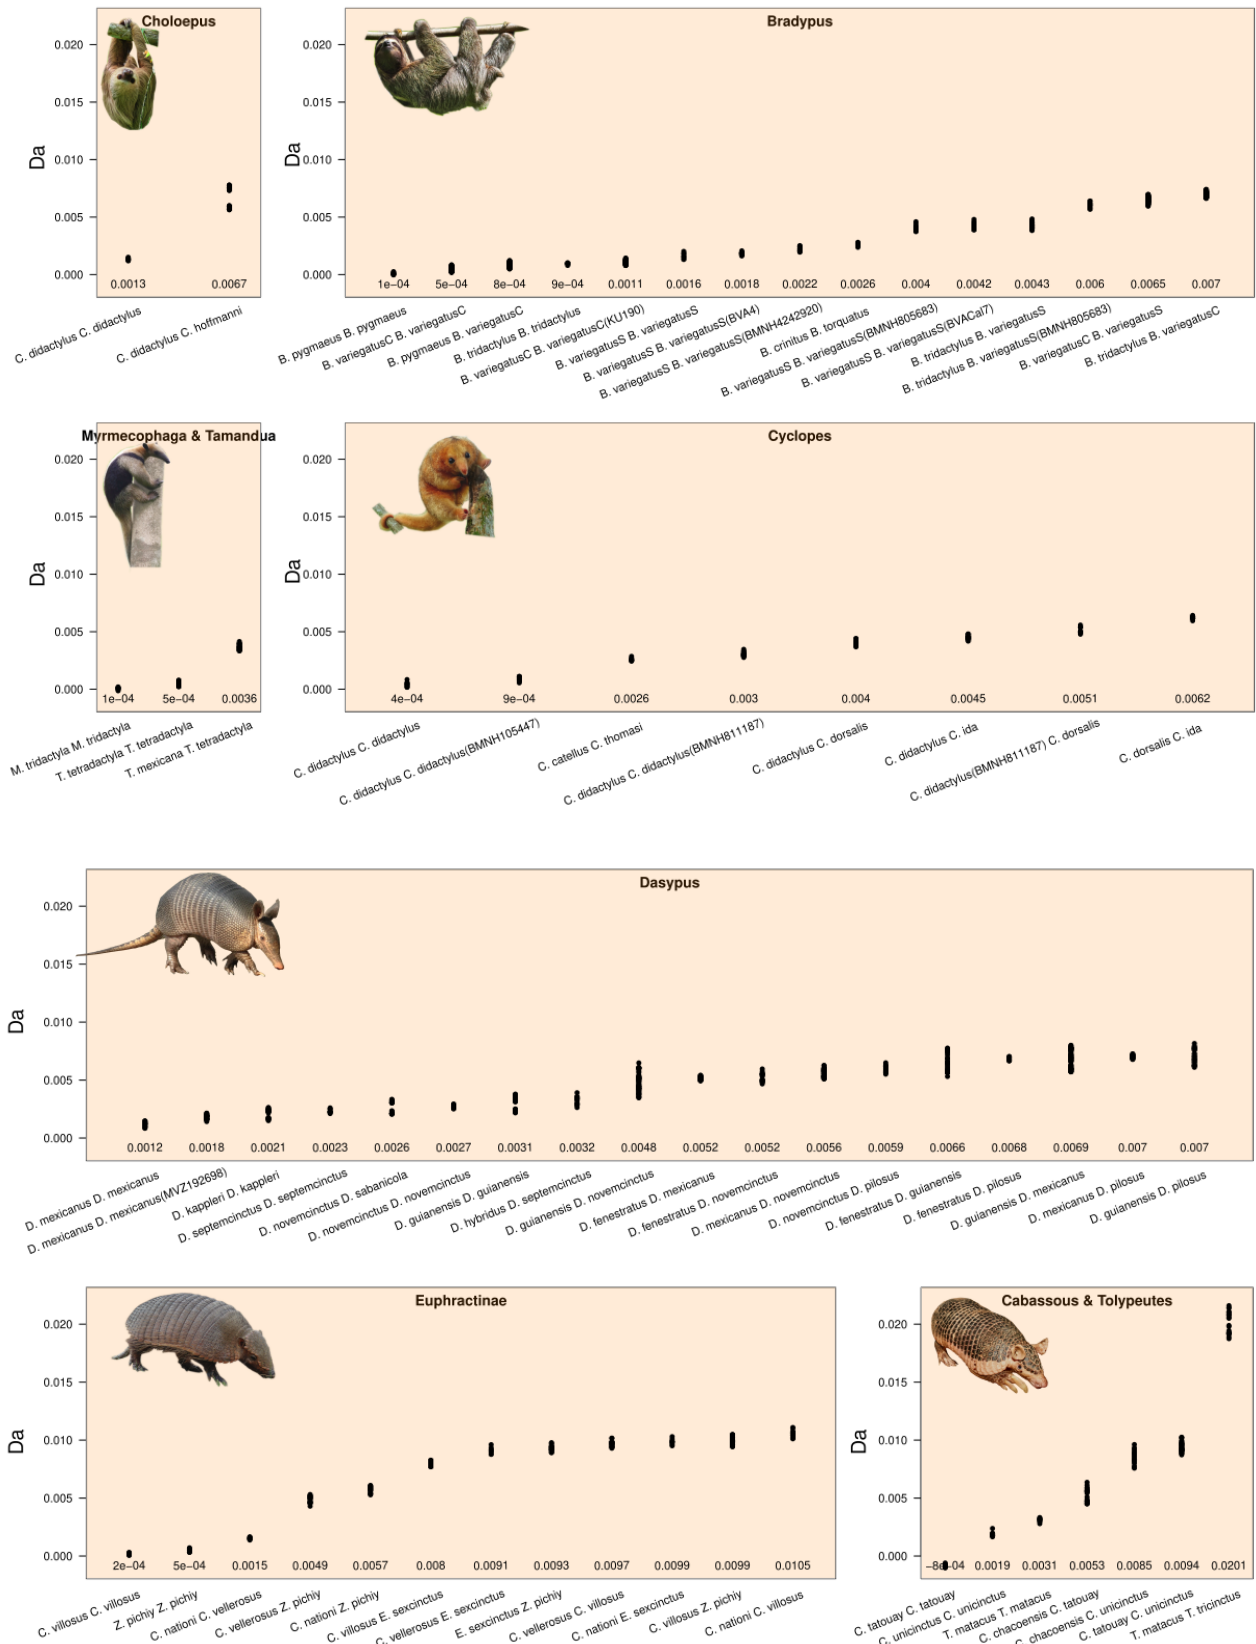 Choloepus
0.020
0.015
0.010
0.005
0.000
Da
0.0013 0.0067
C. didactylus C. didactylus
C. didactylus C. hoffmanni
Bradypus
0.020
0.015
0.010
0.005
0.000
Da
1e−04 5e−04 8e−04 9e−04 0.0011 0.0016 0.0018 0.0022 0.0026 0.004 0.0042 0.0043 0.006 0.0065 0.007
B. pygmaeus B. pygmaeus
B. variegatusC B. variegatusC
B. pygmaeus B. variegatusC
B. tridactylus B. tridactylus
B. variegatusC B. variegatusC(KU190)
B. variegatusS B. variegatusS
B. variegatusS B. variegatusS(BVA4)
B. variegatusS B. variegatusS(BMNH4242920)
B. crinitus B. torquatus
B. variegatusS B. variegatusS(BMNH805683)
B. variegatusS B. variegatusS(BVACal7)
B. tridactylus B. variegatusS
B. tridactylus B. variegatusS(BMNH805683)
B. variegatusC B. variegatusS
B. tridactylus B. variegatusC
Myrmecophaga & Tamandua
0.020
0.015
0.010
0.005
0.000
Da
1e−04 5e−04 0.0036
M. tridactyla M. tridactyla
T. tetradactyla T. tetradactyla
T. mexicana T. tetradactyla
Cyclopes
0.020
0.015
0.010
0.005
0.000
Da
4e−04 9e−04 0.0026 0.003 0.004 0.0045 0.0051 0.0062
C. didactylus C. didactylus
C. didactylus C. didactylus(BMNH105447)
C. catellus C. thomasi
C. didactylus C. didactylus(BMNH811187)
C. didactylus C. dorsalis
C. didactylus C. ida
C. didactylus(BMNH811187) C. dorsalis
C. dorsalis C. ida
Dasypus
0.020
0.015
0.010
0.005
0.000
Da
0.0012 0.0018 0.0021 0.0023 0.0026 0.0027 0.0031 0.0032 0.0048 0.0052 0.0052 0.0056 0.0059 0.0066 0.0068 0.0069 0.007 0.007
D. mexicanus D. mexicanus
D. mexicanus D. mexicanus(MVZ192698)
D. kappleri D. kappleri
D. septemcinctus D. septemcinctus
D. novemcinctus D. sabanicola
D. novemcinctus D. novemcinctus
D. guianensis D. guianensis
D. hybridus D. septemcinctus
D. guianensis D. novemcinctus
D. fenestratus D. mexicanus
D. fenestratus D. novemcinctus
D. mexicanus D. novemcinctus
D. novemcinctus D. pilosus
D. fenestratus D. guianensis
D. fenestratus D. pilosus
D. guianensis D. mexicanus
D. mexicanus D. pilosus
D. guianensis D. pilosus
Euphractinae
0.020
0.015
0.010
0.005
0.000
Da
2e−04 5e−04 0.0015 0.0049 0.0057 0.008 0.0091 0.0093 0.0097 0.0099 0.0099 0.0105
C. villosus C. villosus
Z. pichiy Z. pichiy
C. nationi C. vellerosus
C. vellerosus Z. pichiy
C. nationi Z. pichiy
C. villosus E. sexcinctus
C. vellerosus E. sexcinctus
E. sexcinctus Z. pichiy
C. vellerosus C. villosus
C. nationi E. sexcinctus
C. villosus Z. pichiy
C. nationi C. villosus
Cabassous & Tolypeutes
0.020
0.015
0.010
0.005
0.000
Da
−8e−04 0.0019 0.0031 0.0053 0.0085 0.0094 0.0201
C. tatouay C. tatouay
C. unicinctus C. unicinctus
T. matacus T. matacus
C. chacoensis C. tatouay
C. chacoensis C. unicinctus
C. tatouay C. unicinctus
T. matacus T. tricinctus